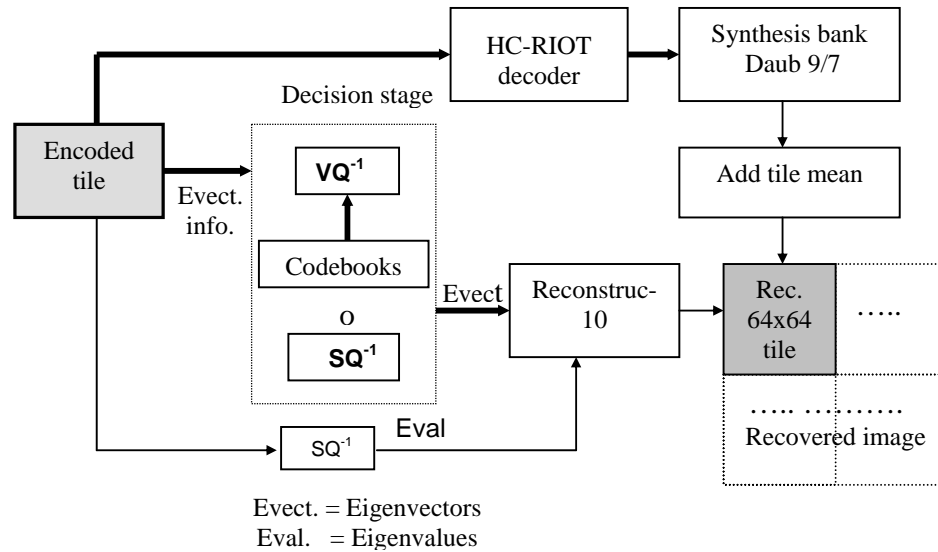 HC-RIOT
decoder
Synthesis bank
Daub 9/7
Decision stage
Encoded
tile
Evect.
info.
VQ-1
Codebooks
o
SQ-1
Add tile mean
Evect
Reconstruc-
10
Rec.
64x64
tile
.....
..... ..........
Recovered image
SQ-1
Eval
Evect. = Eigenvectors
Eval. = Eigenvalues